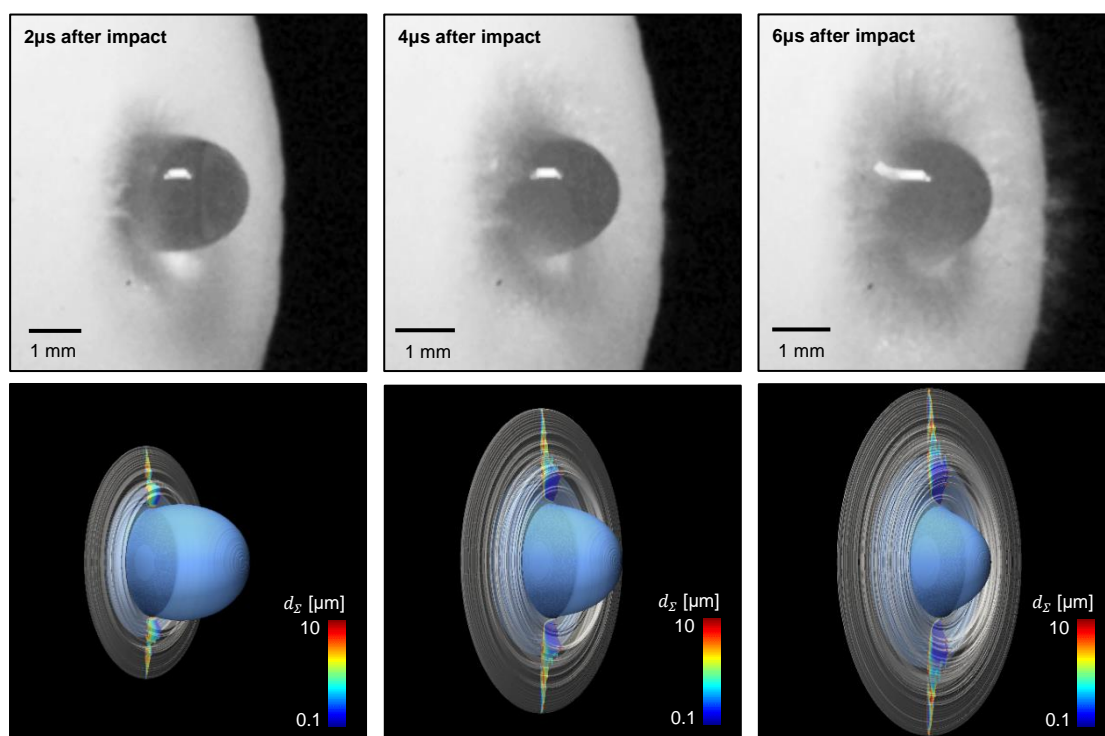 2µs after impact
1 mm
4µs after impact
1 mm
6µs after impact
1 mm
d_Σ [µm]
10
0.1
d_Σ [µm]
10
0.1
d_Σ [µm]
10
0.1